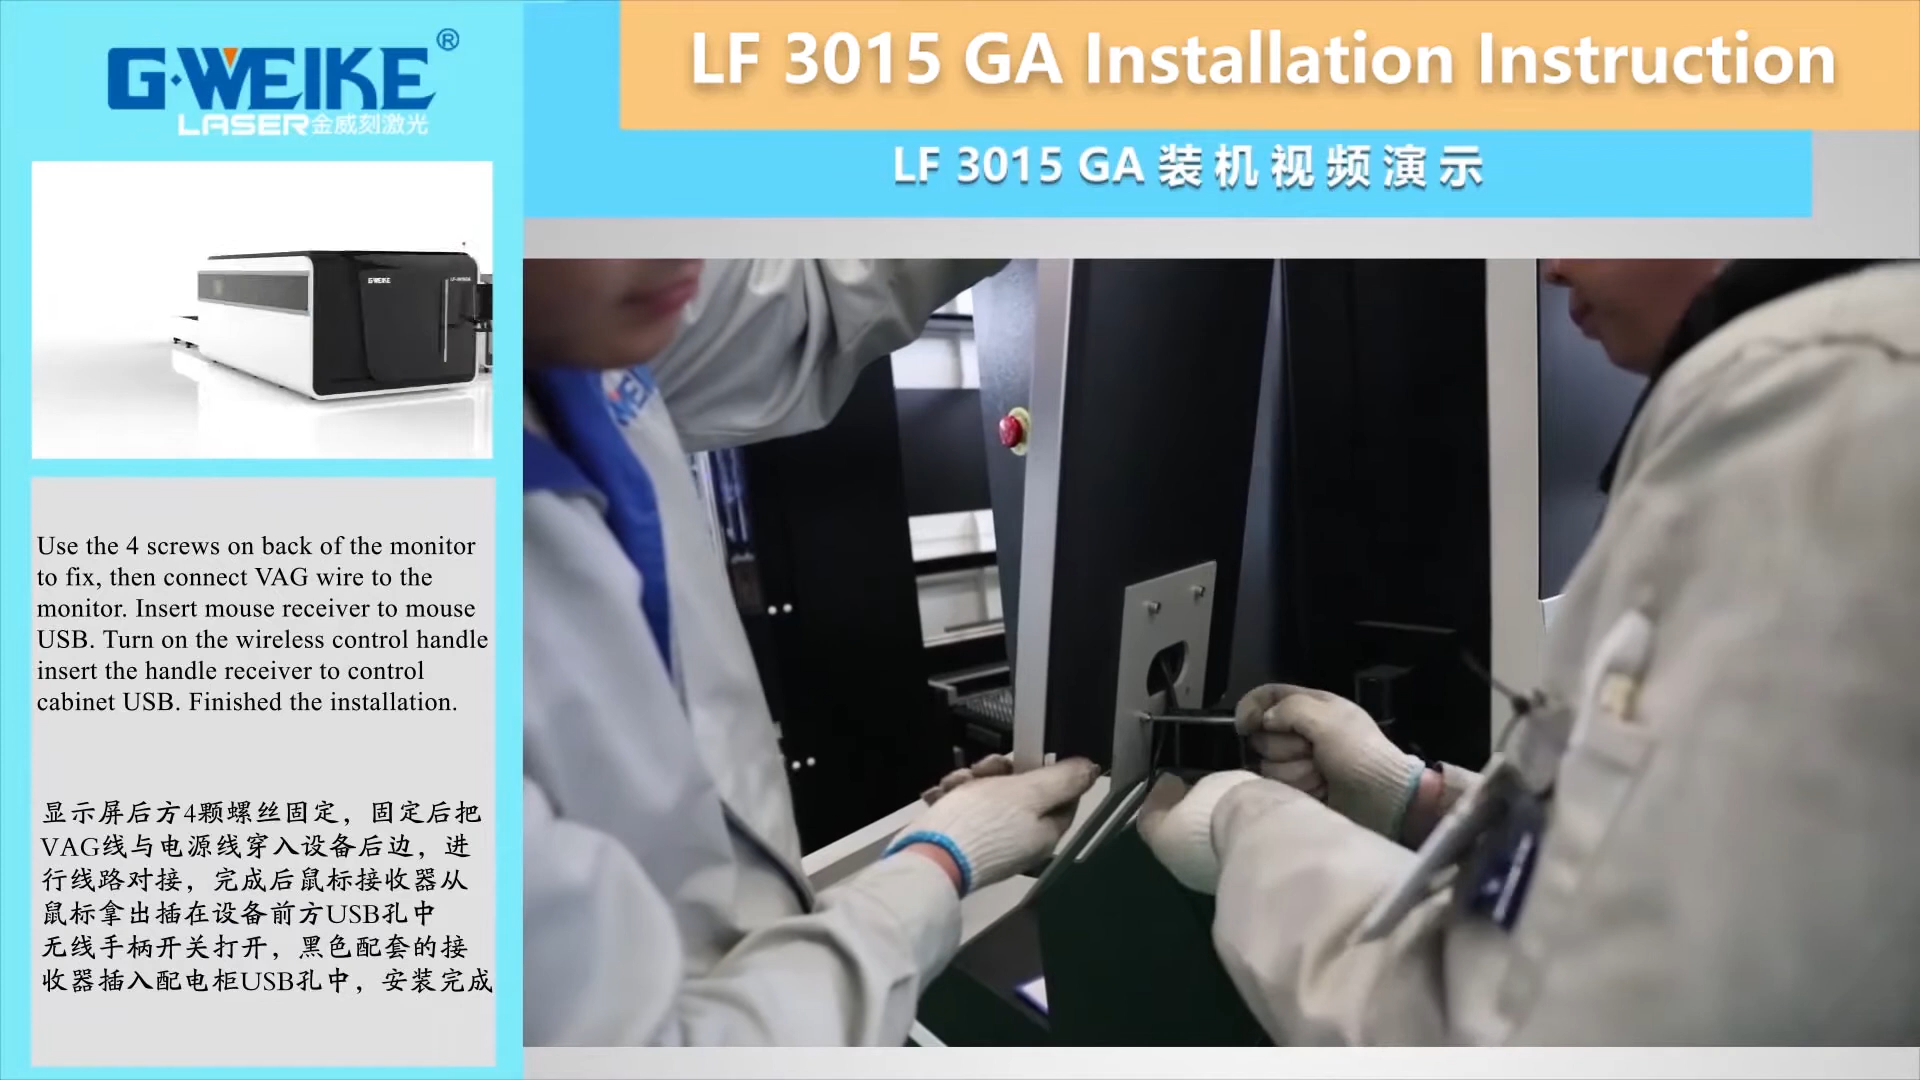 G·WEIKE®
LASER金威刻激光
LF 3015 GA Installation Instruction
LF 3015 GA 装机视频演示
G·WEIKE
Use the 4 screws on back of the monitor
to fix, then connect VAG wire to the
monitor. Insert mouse receiver to mouse
USB. Turn on the wireless control handle
insert the handle receiver to control
cabinet USB. Finished the installation.
显示屏后方4颗螺丝固定，固定后把
VAG线与电源线穿入设备后边，进
行线路对接，完成后鼠标接收器从
鼠标拿出插在设备前方USB孔中
无线手柄开关打开，黑色配套的接
收器插入配电柜USB孔中，安装完成